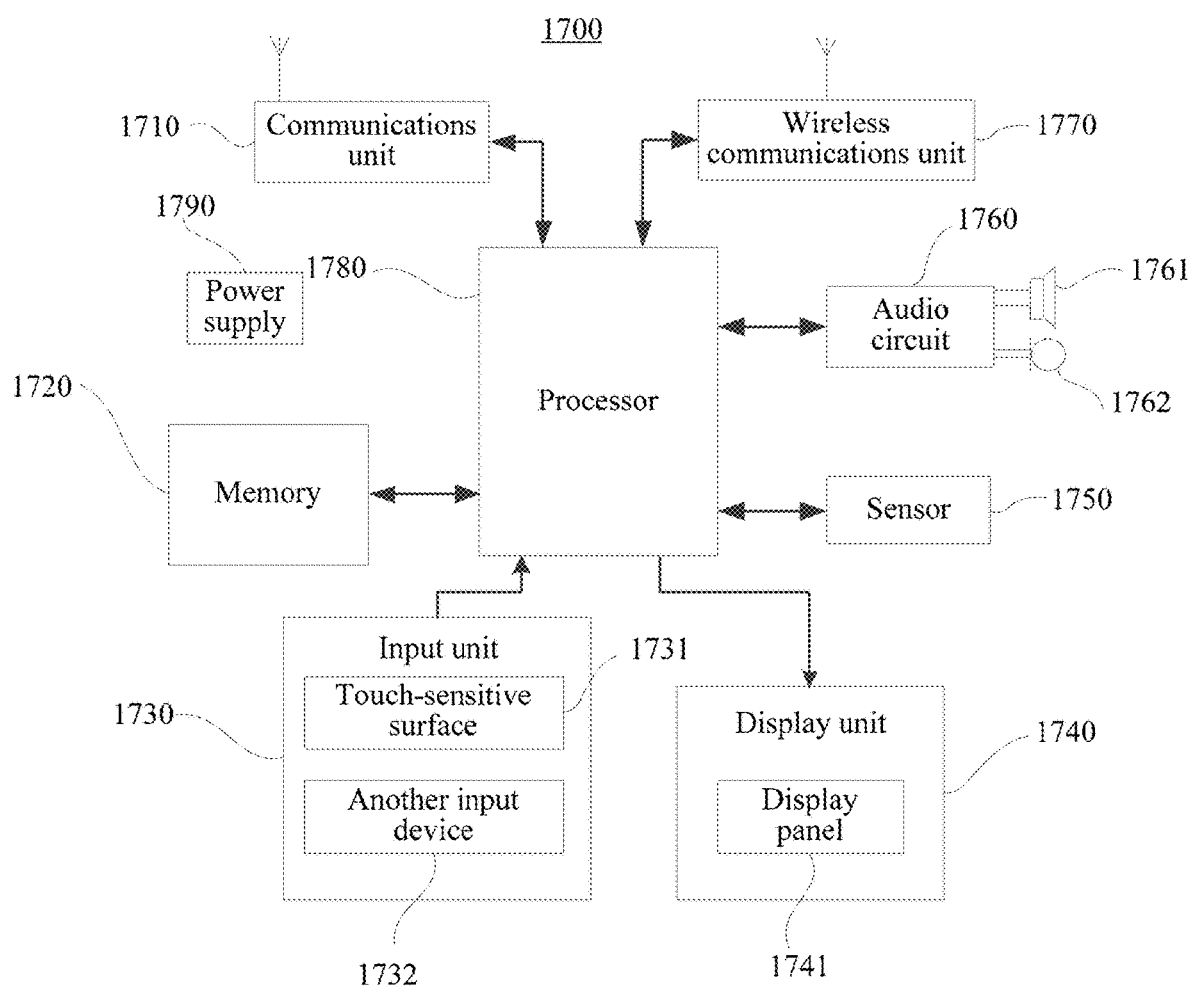 1700
1710
Communications
unit
Wireless
communications unit
1770
1790
Power
supply
1780
1760
Audio
circuit
1761
1762
1720
Memory
Processor
Sensor
1750
Input unit
1731
Touch-sensitive
surface
1730
Another input
device
1732
Display unit
1740
Display
panel
1741